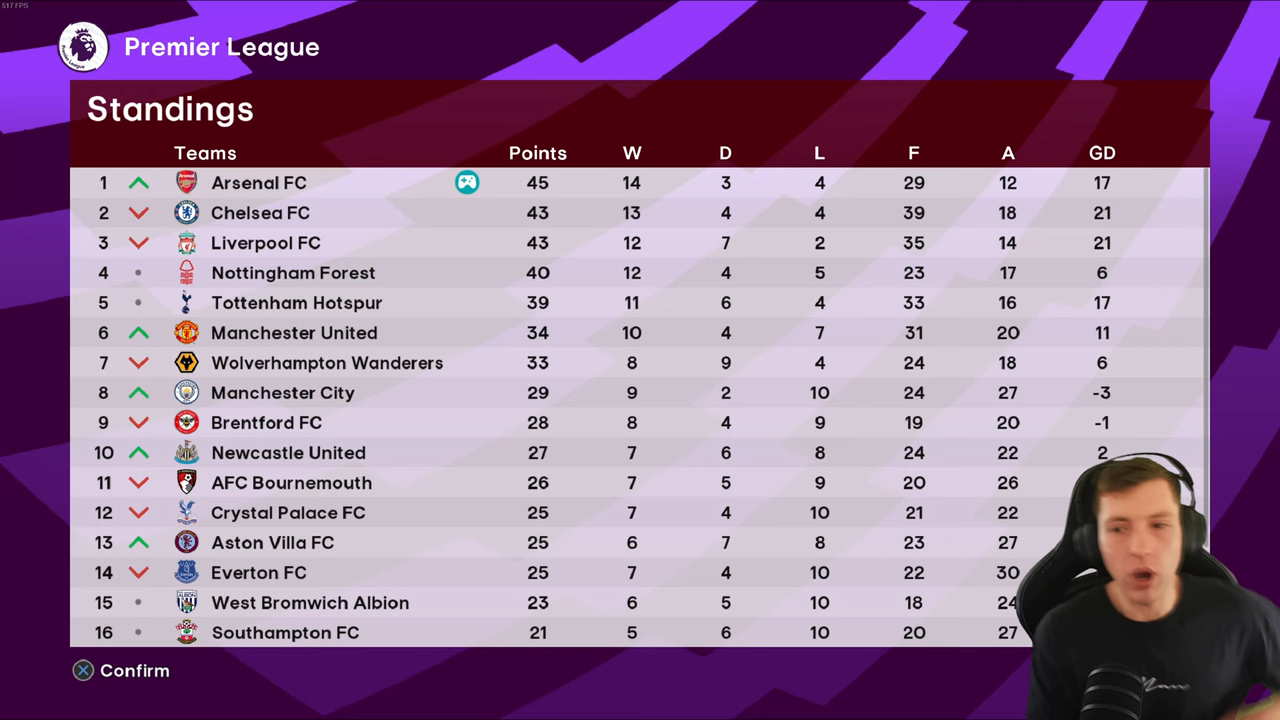 517 FPS
Premier League
Standings
Teams Points W D L F A GD
1 Arsenal FC 45 14 3 4 29 12 17
2 Chelsea FC 43 13 4 4 39 18 21
3 Liverpool FC 43 12 7 2 35 14 21
4 Nottingham Forest 40 12 4 5 23 17 6
5 Tottenham Hotspur 39 11 6 4 33 16 17
6 Manchester United 34 10 4 7 31 20 11
7 Wolverhampton Wanderers 33 8 9 4 24 18 6
8 Manchester City 29 9 2 10 24 27 -3
9 Brentford FC 28 8 4 9 19 20 -1
10 Newcastle United 27 7 6 8 24 22 2
11 AFC Bournemouth 26 7 5 9 20 26
12 Crystal Palace FC 25 7 4 10 21 22
13 Aston Villa FC 25 6 7 8 23 27
14 Everton FC 25 7 4 10 22 30
15 West Bromwich Albion 23 6 5 10 18 24
16 Southampton FC 21 5 6 10 20 27
Confirm